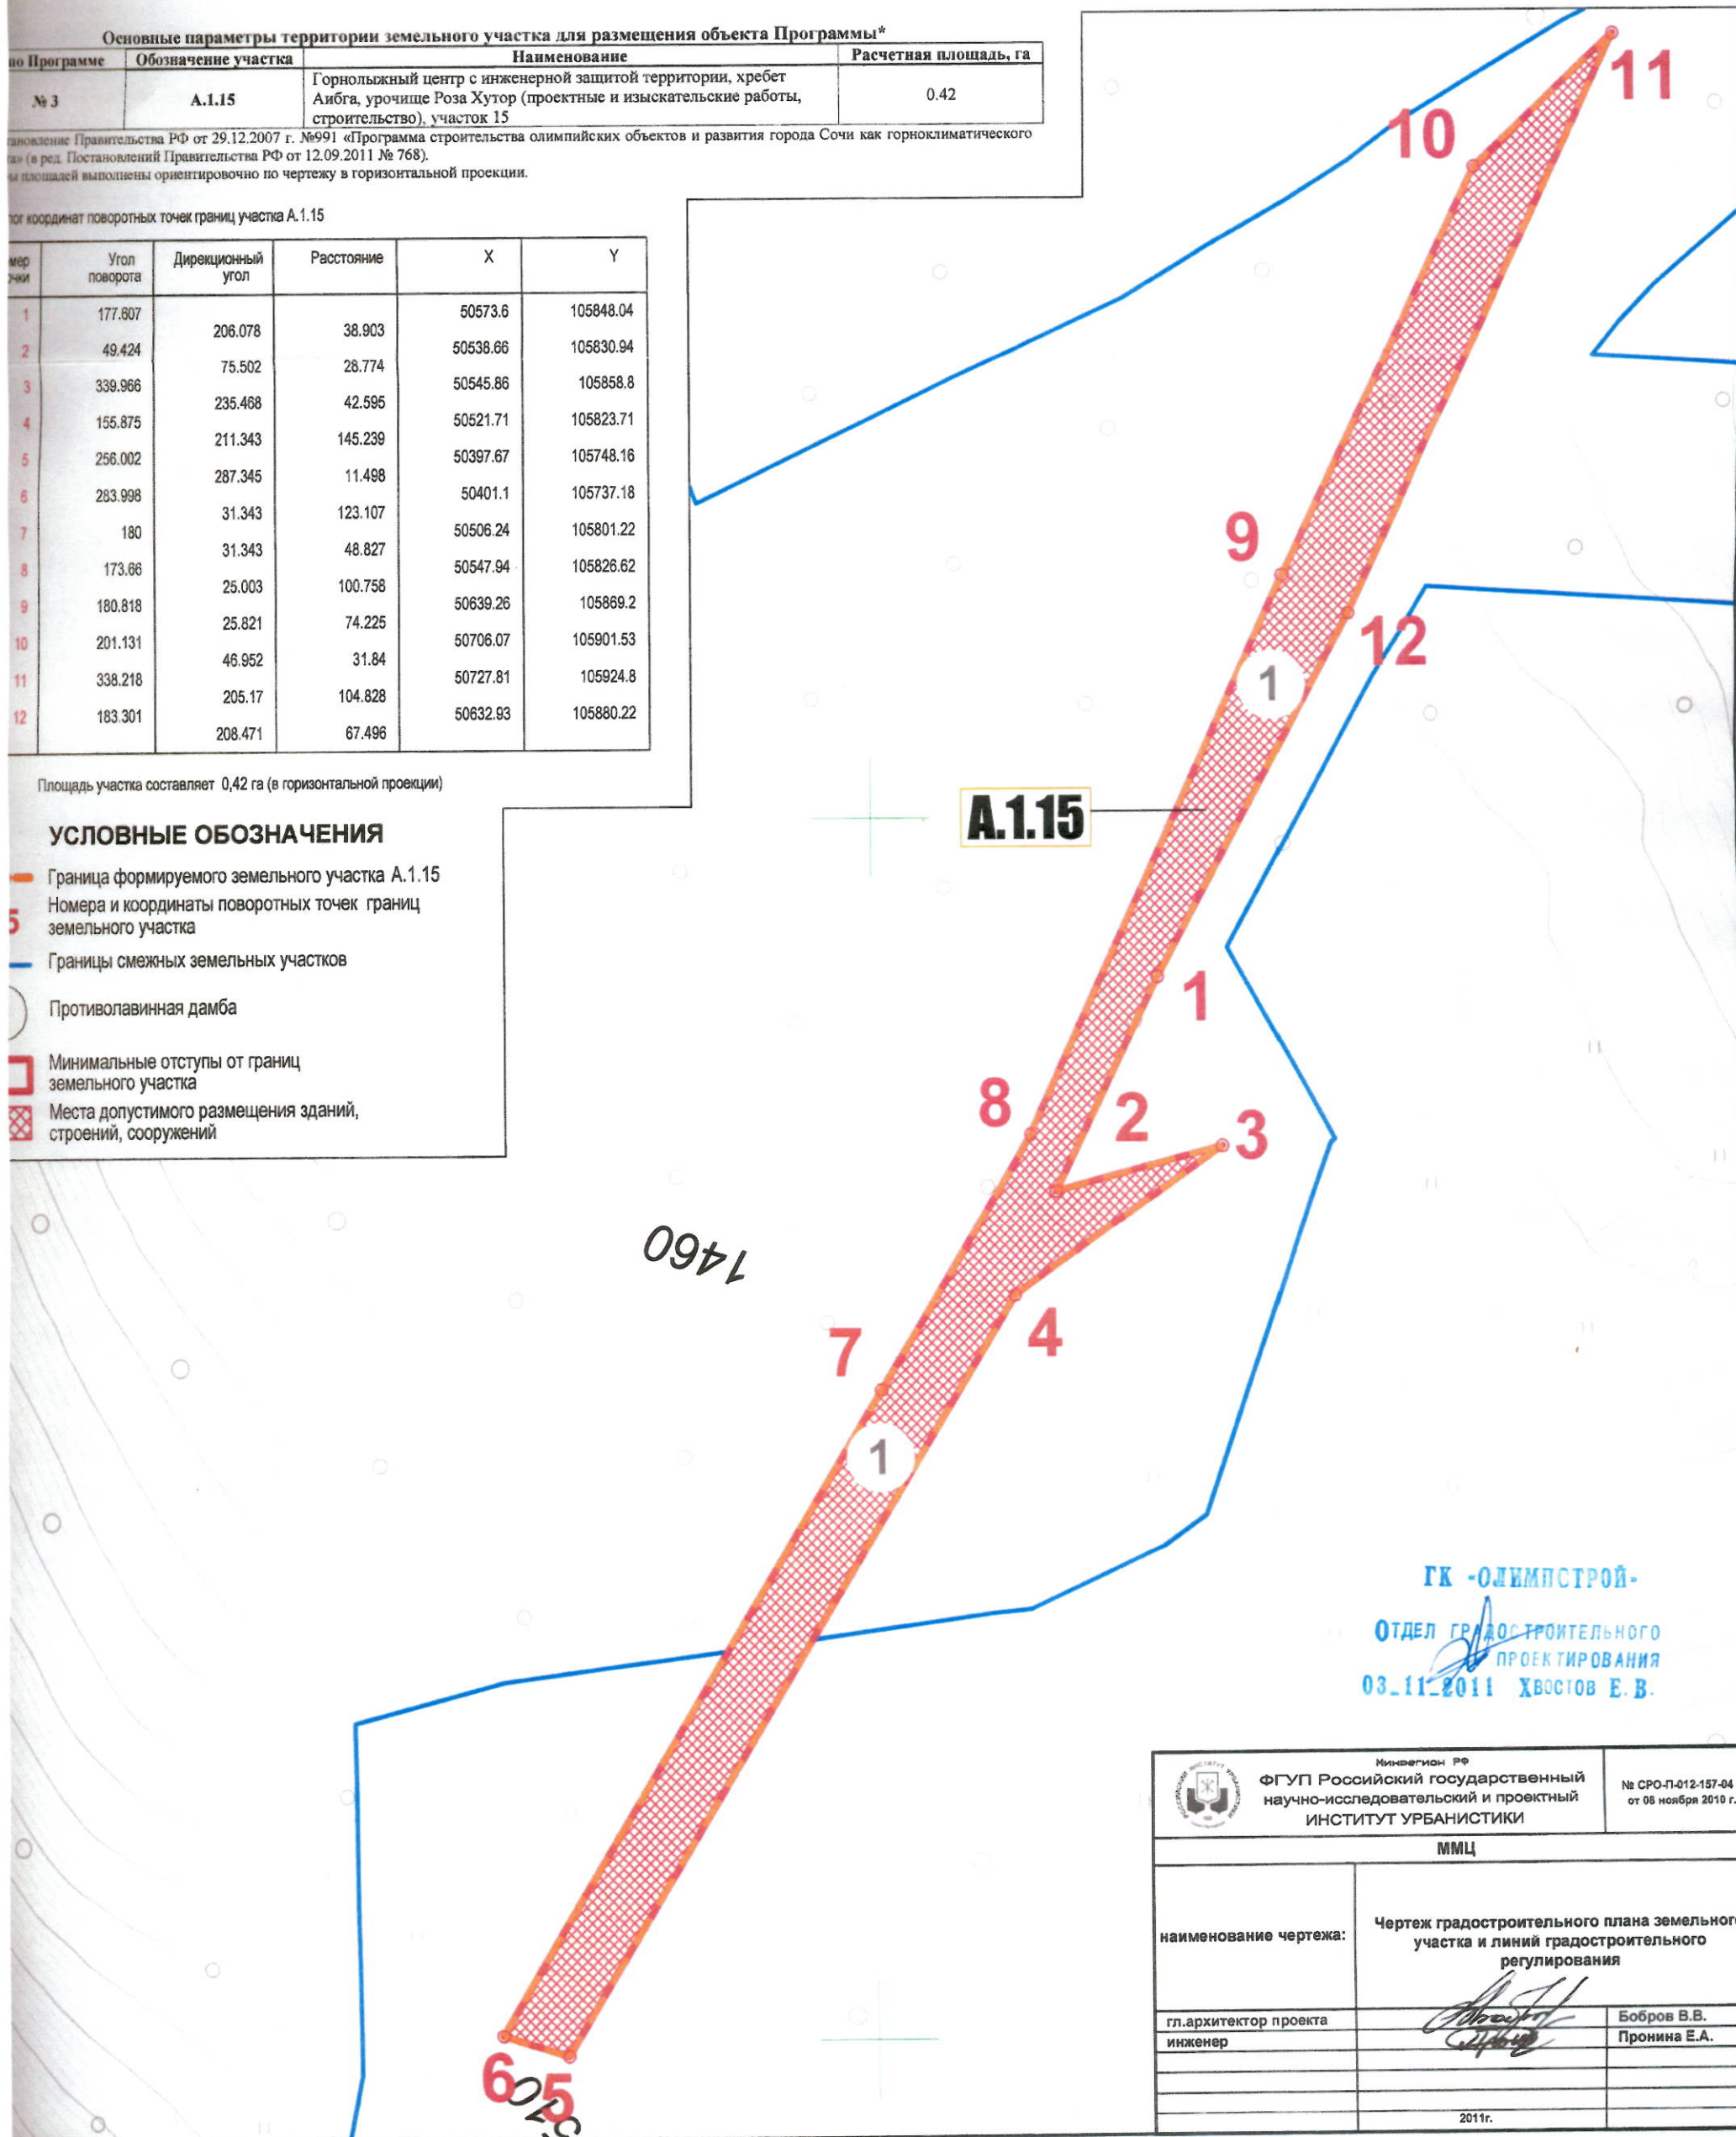 Основные параметры территории земельного участка для размещения объекта Программы*
по Программе Обозначение участка Наименование Расчетная площадь, га
№ 3 А.1.15 Горнолыжный центр с инженерной защитой территории, хребет Аибга, урочище Роза Хутор (проектные и изыскательские работы, строительство), участок 15 0.42
Правительства РФ от 29.12.2007 г. №991 «Программа строительства олимпийских объектов и развития города Сочи как горноклиматического
(в ред. Постановлений Правительства РФ от 12.09.2011 № 768).
площадей выполнены ориентировочно по чертежу в горизонтальной проекции.
координат поворотных точек границ участка А.1.15
Угол поворота Дирекционный угол Расстояние X Y
1 177.607 50573.6 105848.04
206.078 38.903
2 49.424 50538.66 105830.94
75.502 28.774
3 339.966 50545.86 105858.8
235.468 42.595
4 155.875 50521.71 105823.71
211.343 145.239
5 256.002 50397.67 105748.16
287.345 11.498
6 283.998 50401.1 105737.18
31.343 123.107
7 180 50506.24 105801.22
31.343 48.827
8 173.66 50547.94 105826.62
25.003 100.758
9 180.818 50639.26 105869.2
25.821 74.225
10 201.131 50706.07 105901.53
46.952 31.84
11 338.218 50727.81 105924.8
205.17 104.828
12 183.301 50632.93 105880.22
208.471 67.496
Площадь участка составляет 0,42 га (в горизонтальной проекции)
УСЛОВНЫЕ ОБОЗНАЧЕНИЯ
Граница формируемого земельного участка А.1.15
5 Номера и координаты поворотных точек границ
земельного участка
Границы смежных земельных участков
Противолавинная дамба
Минимальные отступы от границ
земельного участка
Места допустимого размещения зданий,
строений, сооружений
11
10
9
12
1
А.1.15
1
8
2
3
1460
4
7
1
6
5
ГК -ОЛИМПСТРОЙ-
ОТДЕЛ ГРАДОСТРОИТЕЛЬНОГО
ПРОЕКТИРОВАНИЯ
03_11_2011 ХВОСТОВ Е.В.
Минрегион РФ
ФГУП Российский государственный
научно-исследовательский и проектный
ИНСТИТУТ УРБАНИСТИКИ
№ СРО-П-012-157-04
от 08 ноября 2010 г.
ММЦ
наименование чертежа:
Чертеж градостроительного плана земельного
участка и линий градостроительного
регулирования
гл.архитектор проекта Бобров В.В.
инженер Пронина Е.А.
2011г.